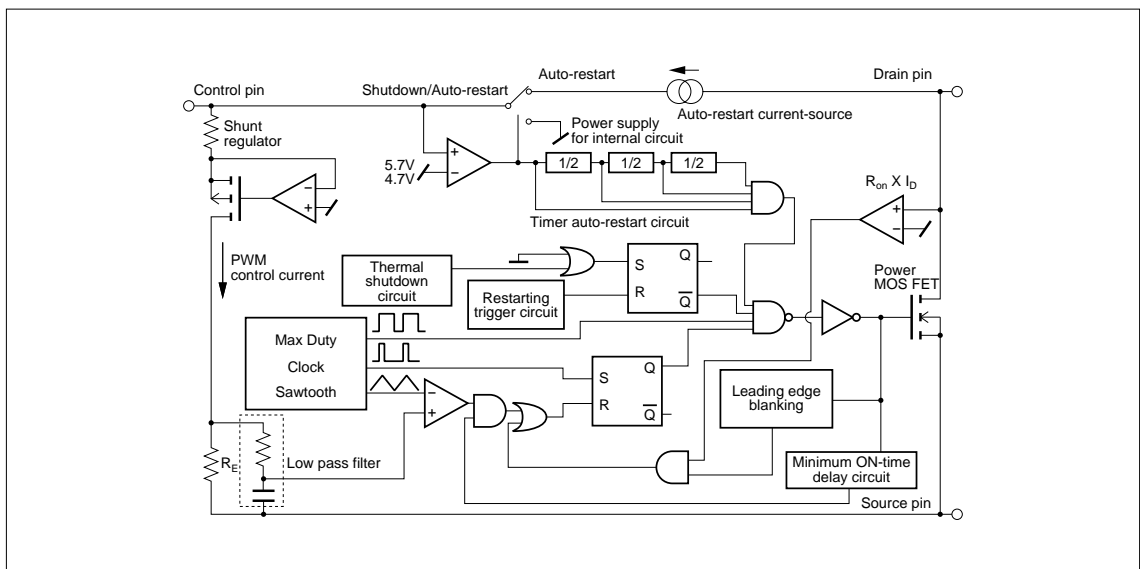 Auto-restart
Drain pin
Control pin
Shutdown/Auto-restart
Auto-restart current-source
Shunt
regulator
Power supply
for internal circuit
+
−
5.7V
4.7V
1/2
1/2
1/2
−
+
Ron X ID
+
−
Timer auto-restart circuit
PWM
control current
Thermal
shutdown
circuit
S
Q
R
Q
Restarting
trigger circuit
Power
MOS FET
Max Duty
Clock
Sawtooth
−
+
S
Q
R
Q
Leading edge
blanking
RE
Low pass filter
Minimum ON-time
delay circuit
Source pin